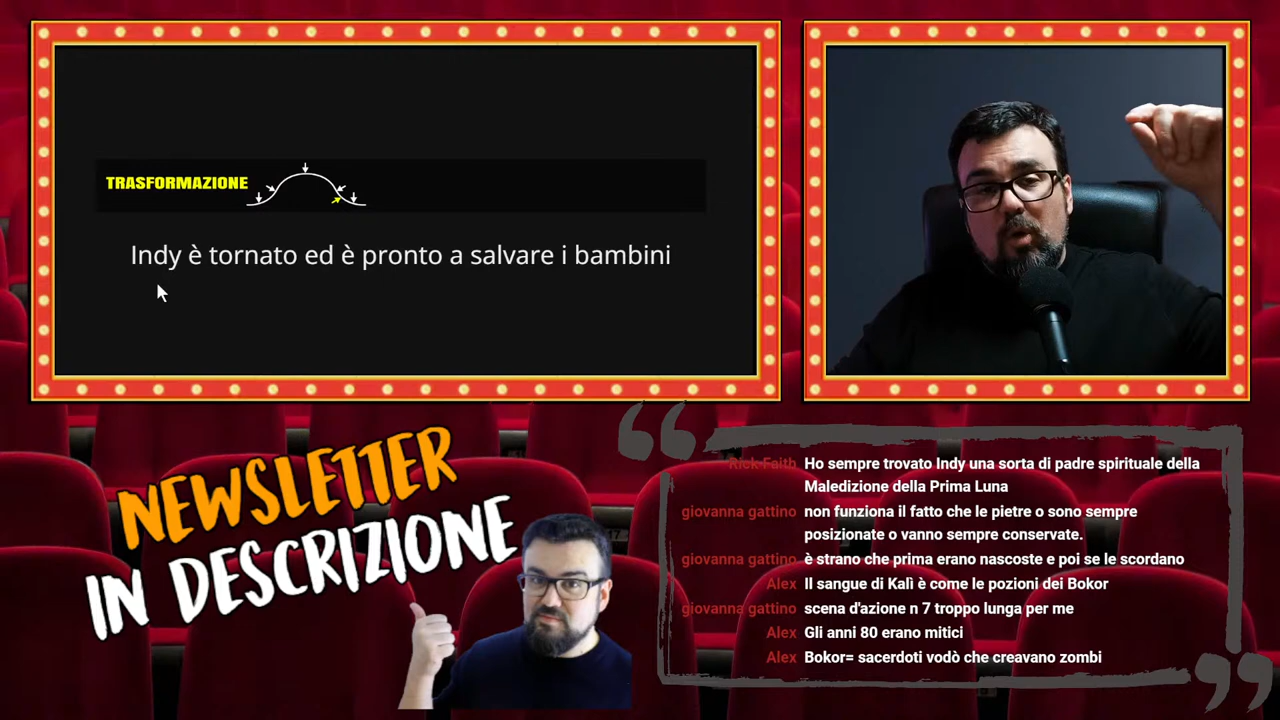 TRASFORMAZIONE
Indy è tornato ed è pronto a salvare i bambini
NEWSLETTER
IN DESCRIZIONE
Rick Faith Ho sempre trovato Indy una sorta di padre spirituale della
Maledizione della Prima Luna
giovanna gattino non funziona il fatto che le pietre o sono sempre
posizionate o vanno sempre conservate.
giovanna gattino è strano che prima erano nascoste e poi se le scordano
Alex Il sangue di Kalì è come le pozioni dei Bokor
giovanna gattino scena d'azione n 7 troppo lunga per me
Alex Gli anni 80 erano mitici
Alex Bokor= sacerdoti vodò che creavano zombi